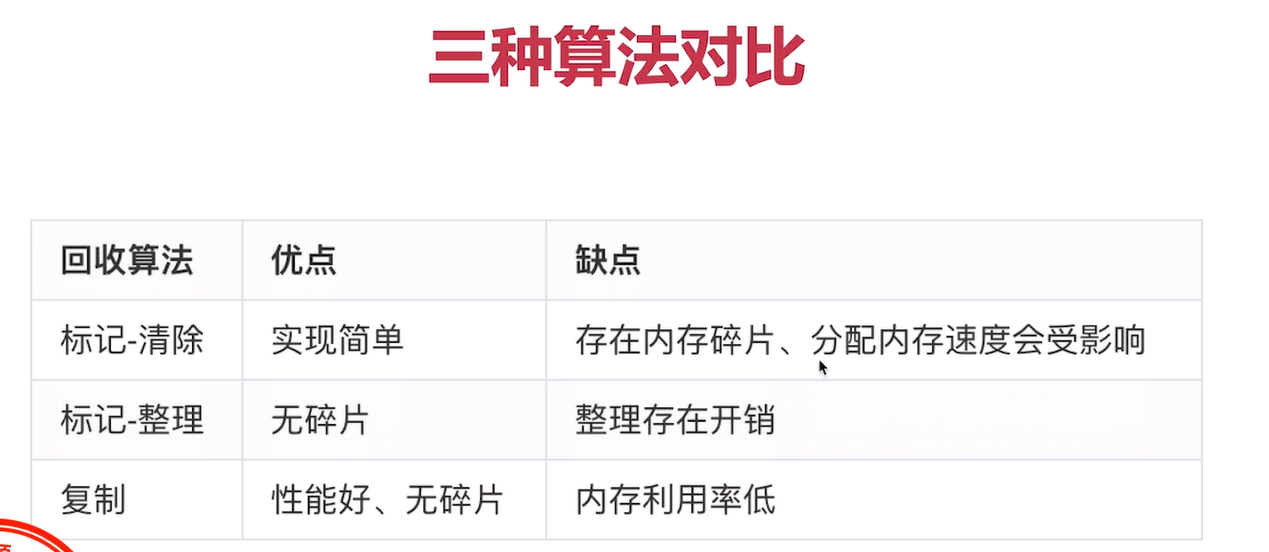 三种算法对比
回收算法 优点 缺点
标记-清除 实现简单 存在内存碎片、分配内存速度会受影响
标记-整理 无碎片 整理存在开销
复制 性能好、无碎片 内存利用率低